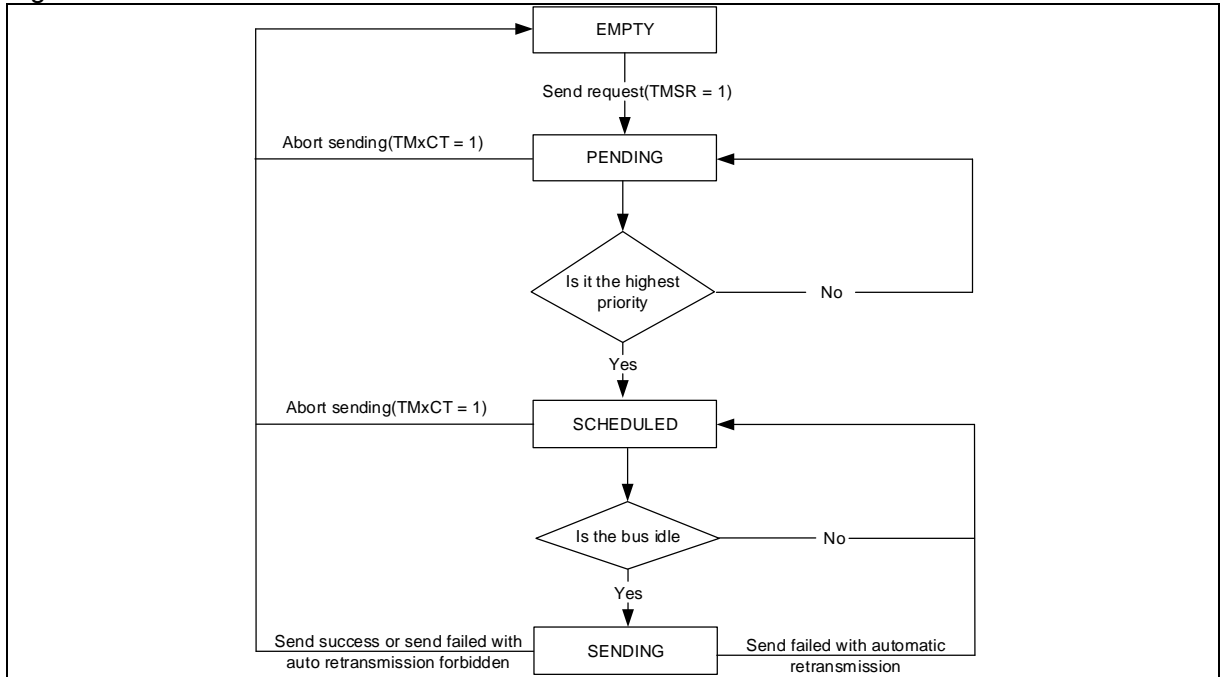 EMPTY
Send request(TMSR = 1)
Abort sending(TMxCT = 1)
PENDING
Is it the highest
priority
No
Yes
Abort sending(TMxCT = 1)
SCHEDULED
Is the bus idle
No
Yes
Send success or send failed with
auto retransmission forbidden
SENDING
Send failed with automatic
retransmission